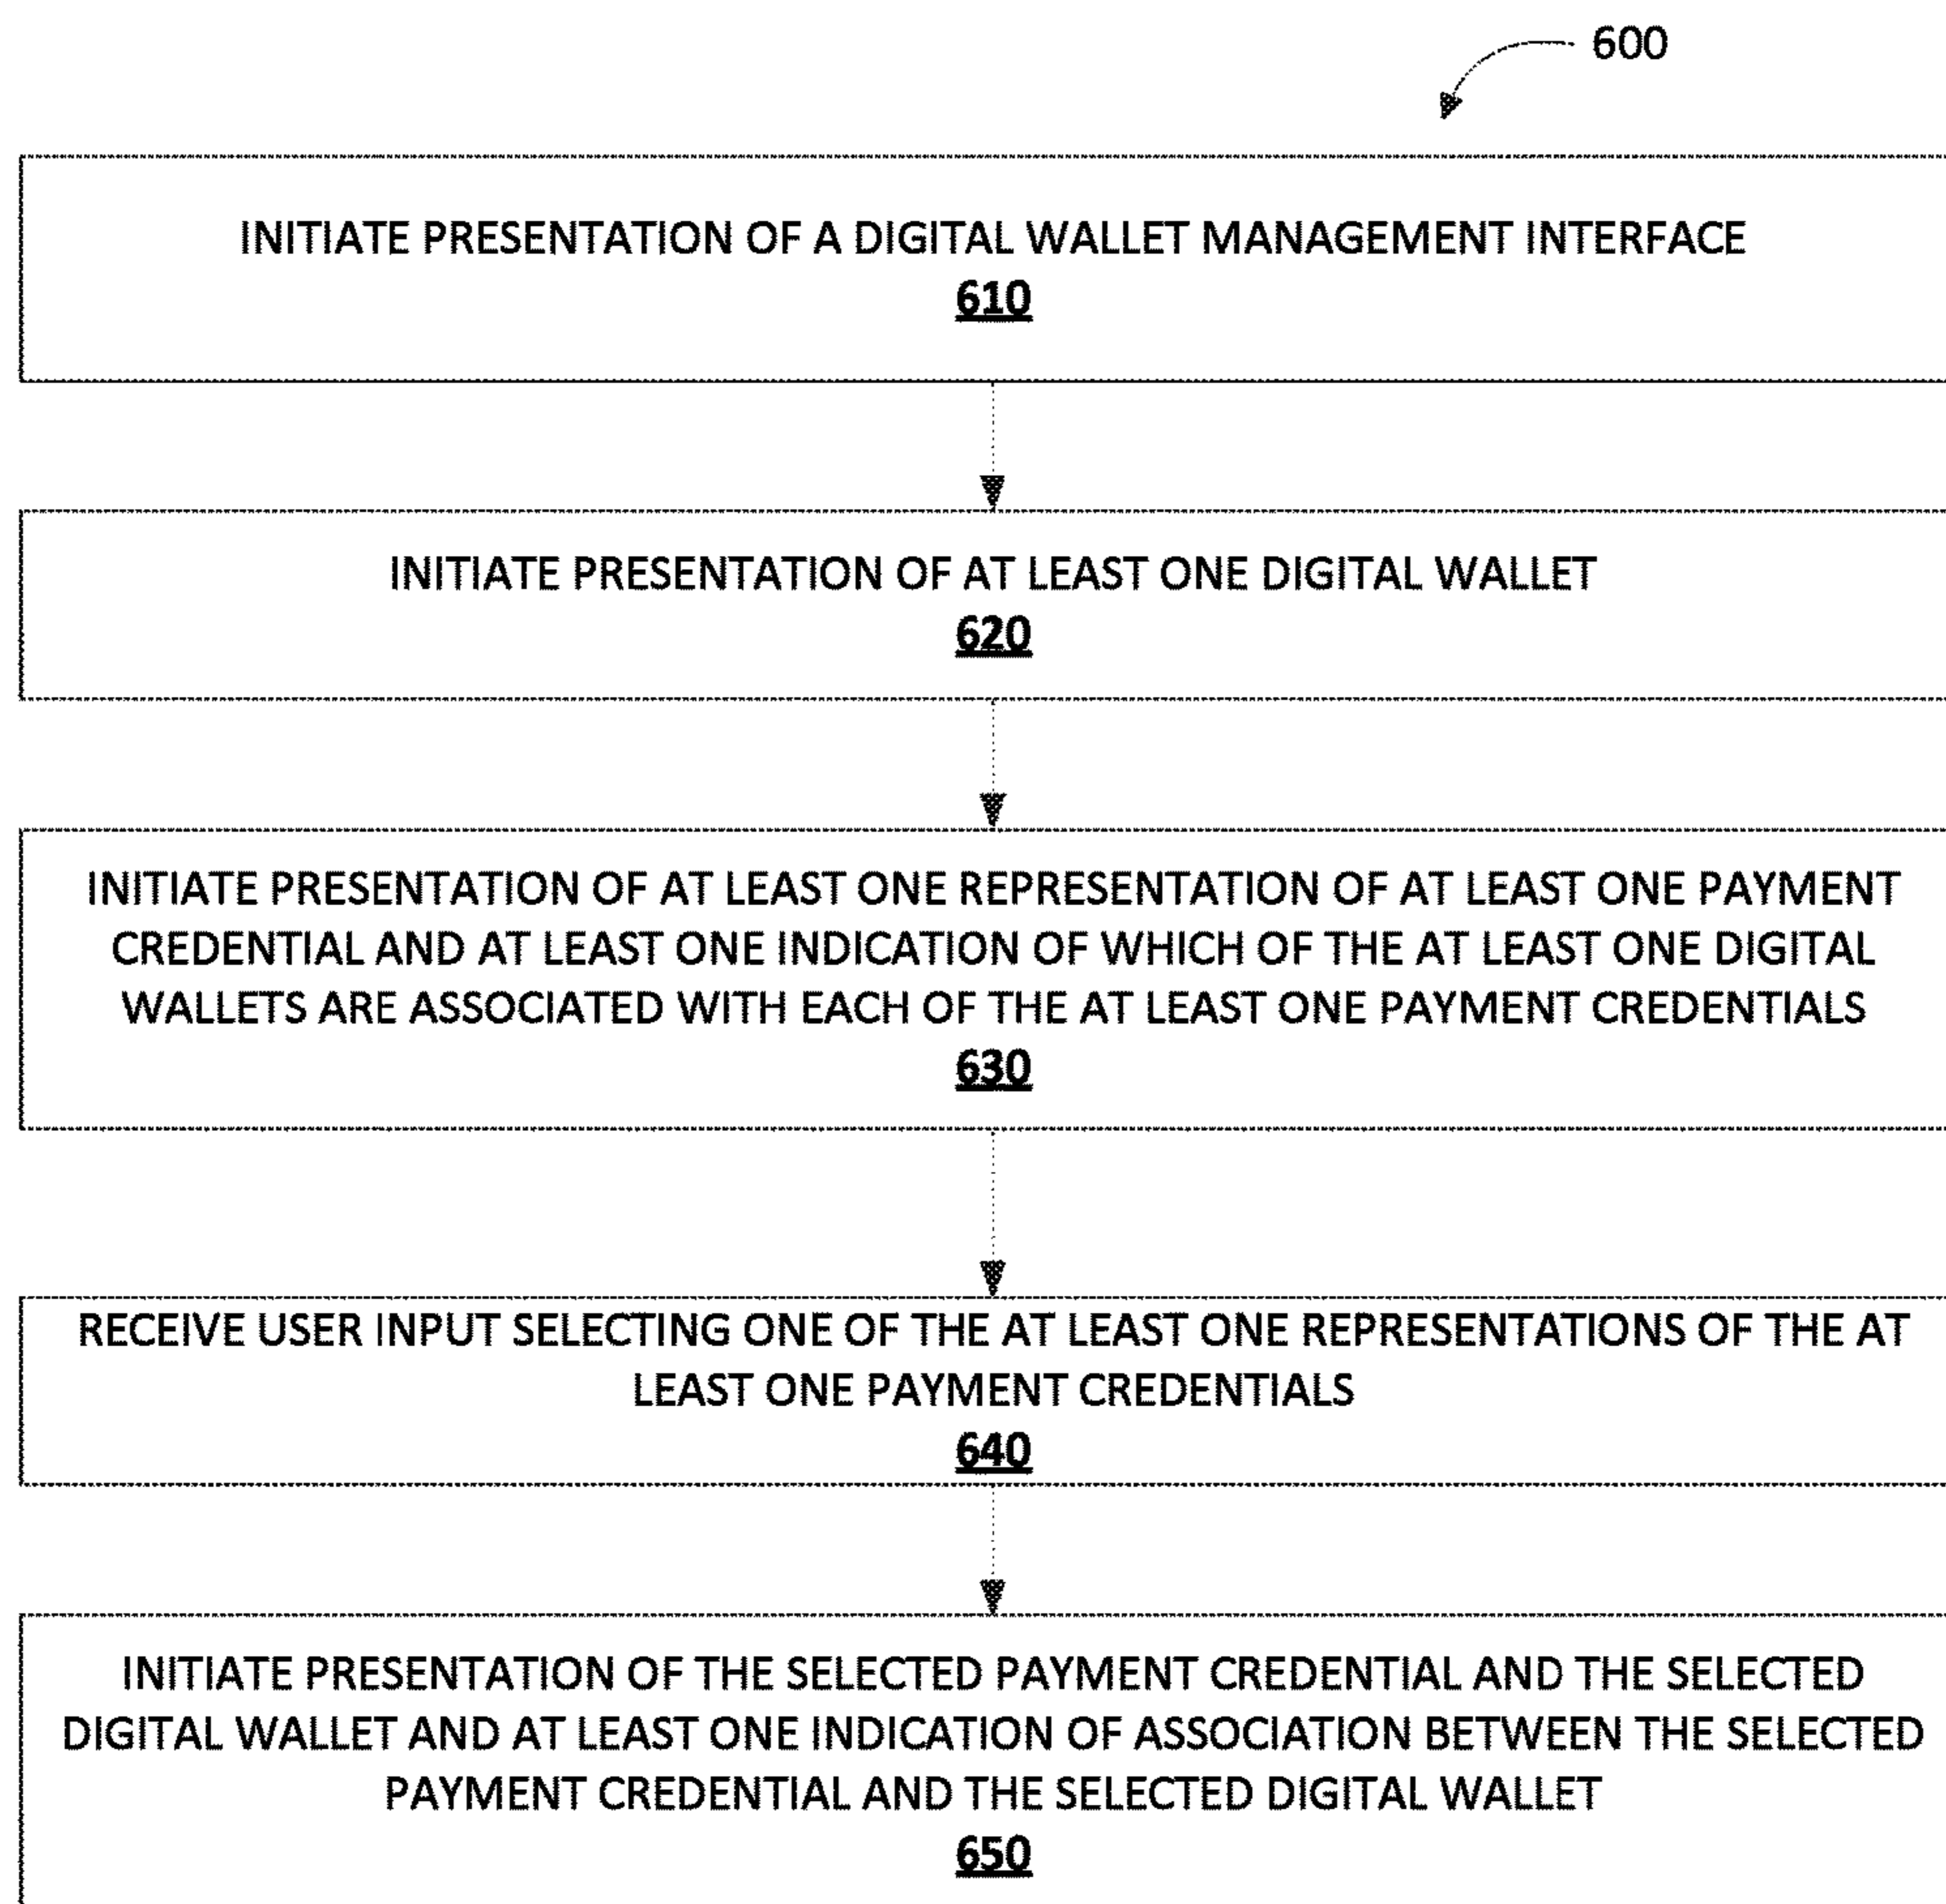 600
INITIATE PRESENTATION OF A DIGITAL WALLET MANAGEMENT INTERFACE
610
INITIATE PRESENTATION OF AT LEAST ONE DIGITAL WALLET
620
INITIATE PRESENTATION OF AT LEAST ONE REPRESENTATION OF AT LEAST ONE PAYMENT
CREDENTIAL AND AT LEAST ONE INDICATION OF WHICH OF THE AT LEAST ONE DIGITAL
WALLETS ARE ASSOCIATED WITH EACH OF THE AT LEAST ONE PAYMENT CREDENTIALS
630
RECEIVE USER INPUT SELECTING ONE OF THE AT LEAST ONE REPRESENTATIONS OF THE AT
LEAST ONE PAYMENT CREDENTIALS
640
INITIATE PRESENTATION OF THE SELECTED PAYMENT CREDENTIAL AND THE SELECTED
DIGITAL WALLET AND AT LEAST ONE INDICATION OF ASSOCIATION BETWEEN THE SELECTED
PAYMENT CREDENTIAL AND THE SELECTED DIGITAL WALLET
650